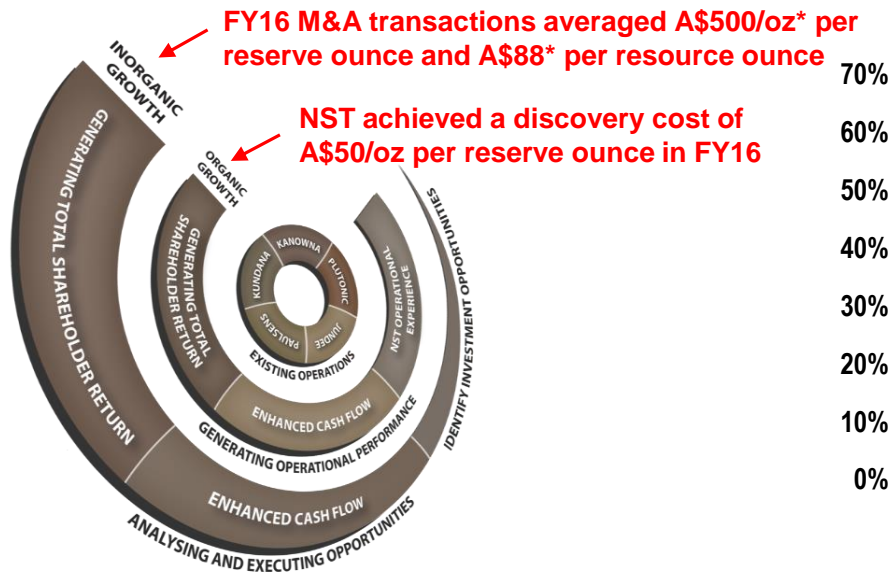 FY16 M&A transactions averaged A$500/oz* per
reserve ounce and A$88* per resource ounce
NST achieved a discovery cost of
A$50/oz per reserve ounce in FY16
INORGANIC
GROWTH
GENERATING TOTAL SHAREHOLDER RETURN
ENHANCED CASH FLOW
ANALYSING AND EXECUTING OPPORTUNITIES
IDENTIFY INVESTMENT OPPORTUNITIES
ORGANIC
GROWTH
GENERATING TOTAL
SHAREHOLDER RETURN
ENHANCED CASH FLOW
NST OPERATIONAL
EXPERIENCE
GENERATING OPERATIONAL PERFORMANCE
KANOWNA
PLUTONIC
JUNDEE
PAULSENS
KUNDANA
EXISTING OPERATIONS
70%
60%
50%
40%
30%
20%
10%
0%